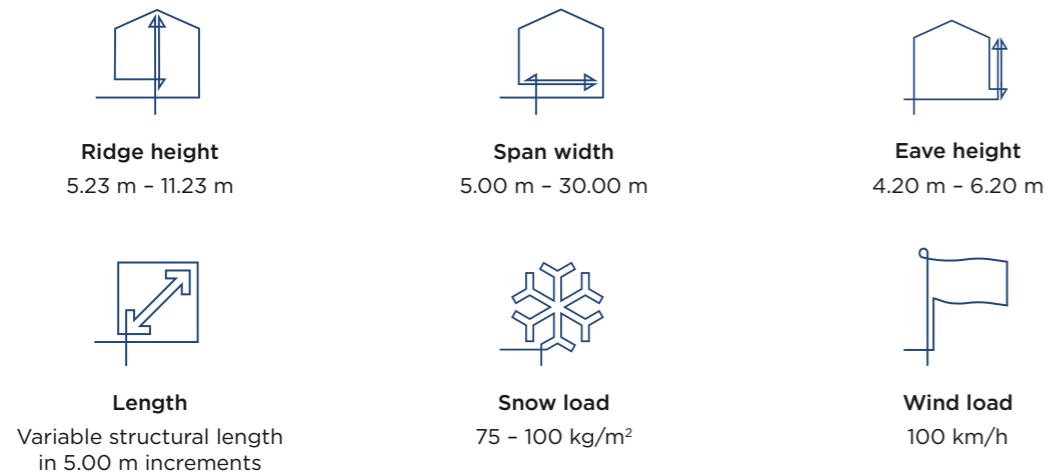 Ridge height
5.23 m – 11.23 m
Span width
5.00 m – 30.00 m
Eave height
4.20 m – 6.20 m
Length
Variable structural length
in 5.00 m increments
Snow load
75 – 100 kg/m²
Wind load
100 km/h